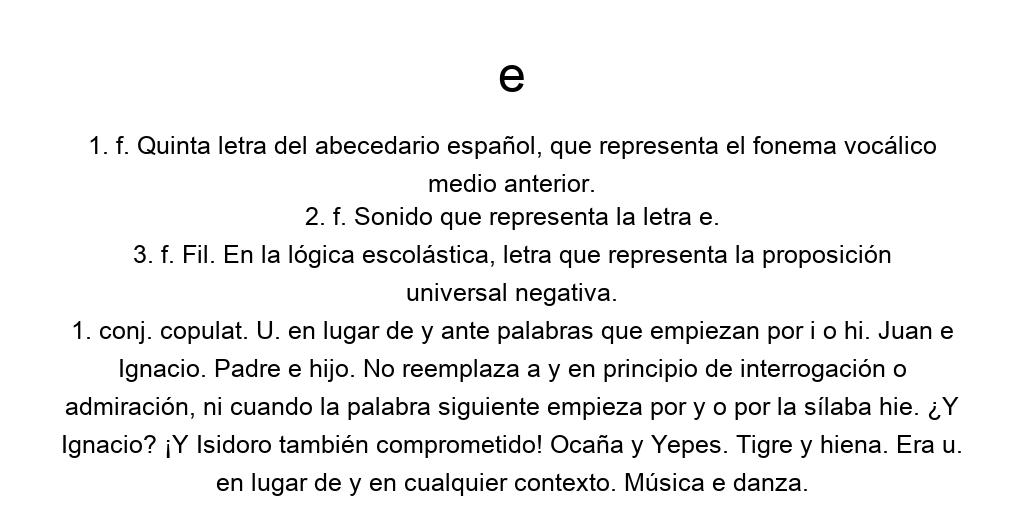 e
1. f. Quinta letra del abecedario español, que representa el fonema vocálico
medio anterior.
2. f. Sonido que representa la letra e.
3. f. Fil. En la lógica escolástica, letra que representa la proposición
universal negativa.
1. conj. copulat. U. en lugar de y ante palabras que empiezan por i o hi. Juan e
Ignacio. Padre e hijo. No reemplaza a y en principio de interrogación o
admiración, ni cuando la palabra siguiente empieza por y o por la sílaba hie. ¿Y
Ignacio? ¡Y Isidoro también comprometido! Ocaña y Yepes. Tigre y hiena. Era u.
en lugar de y en cualquier contexto. Música e danza.